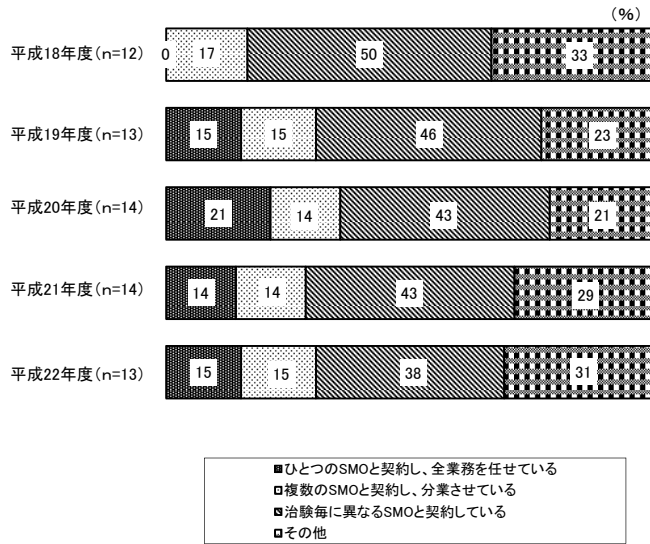 (%)
平成18年度(n=12) 0 17 50 33
平成19年度(n=13) 15 15 46 23
平成20年度(n=14) 21 14 43 21
平成21年度(n=14) 14 14 43 29
平成22年度(n=13) 15 15 38 31
ひとつのSMOと契約し、全業務を任せている
複数のSMOと契約し、分業させている
治験毎に異なるSMOと契約している
その他